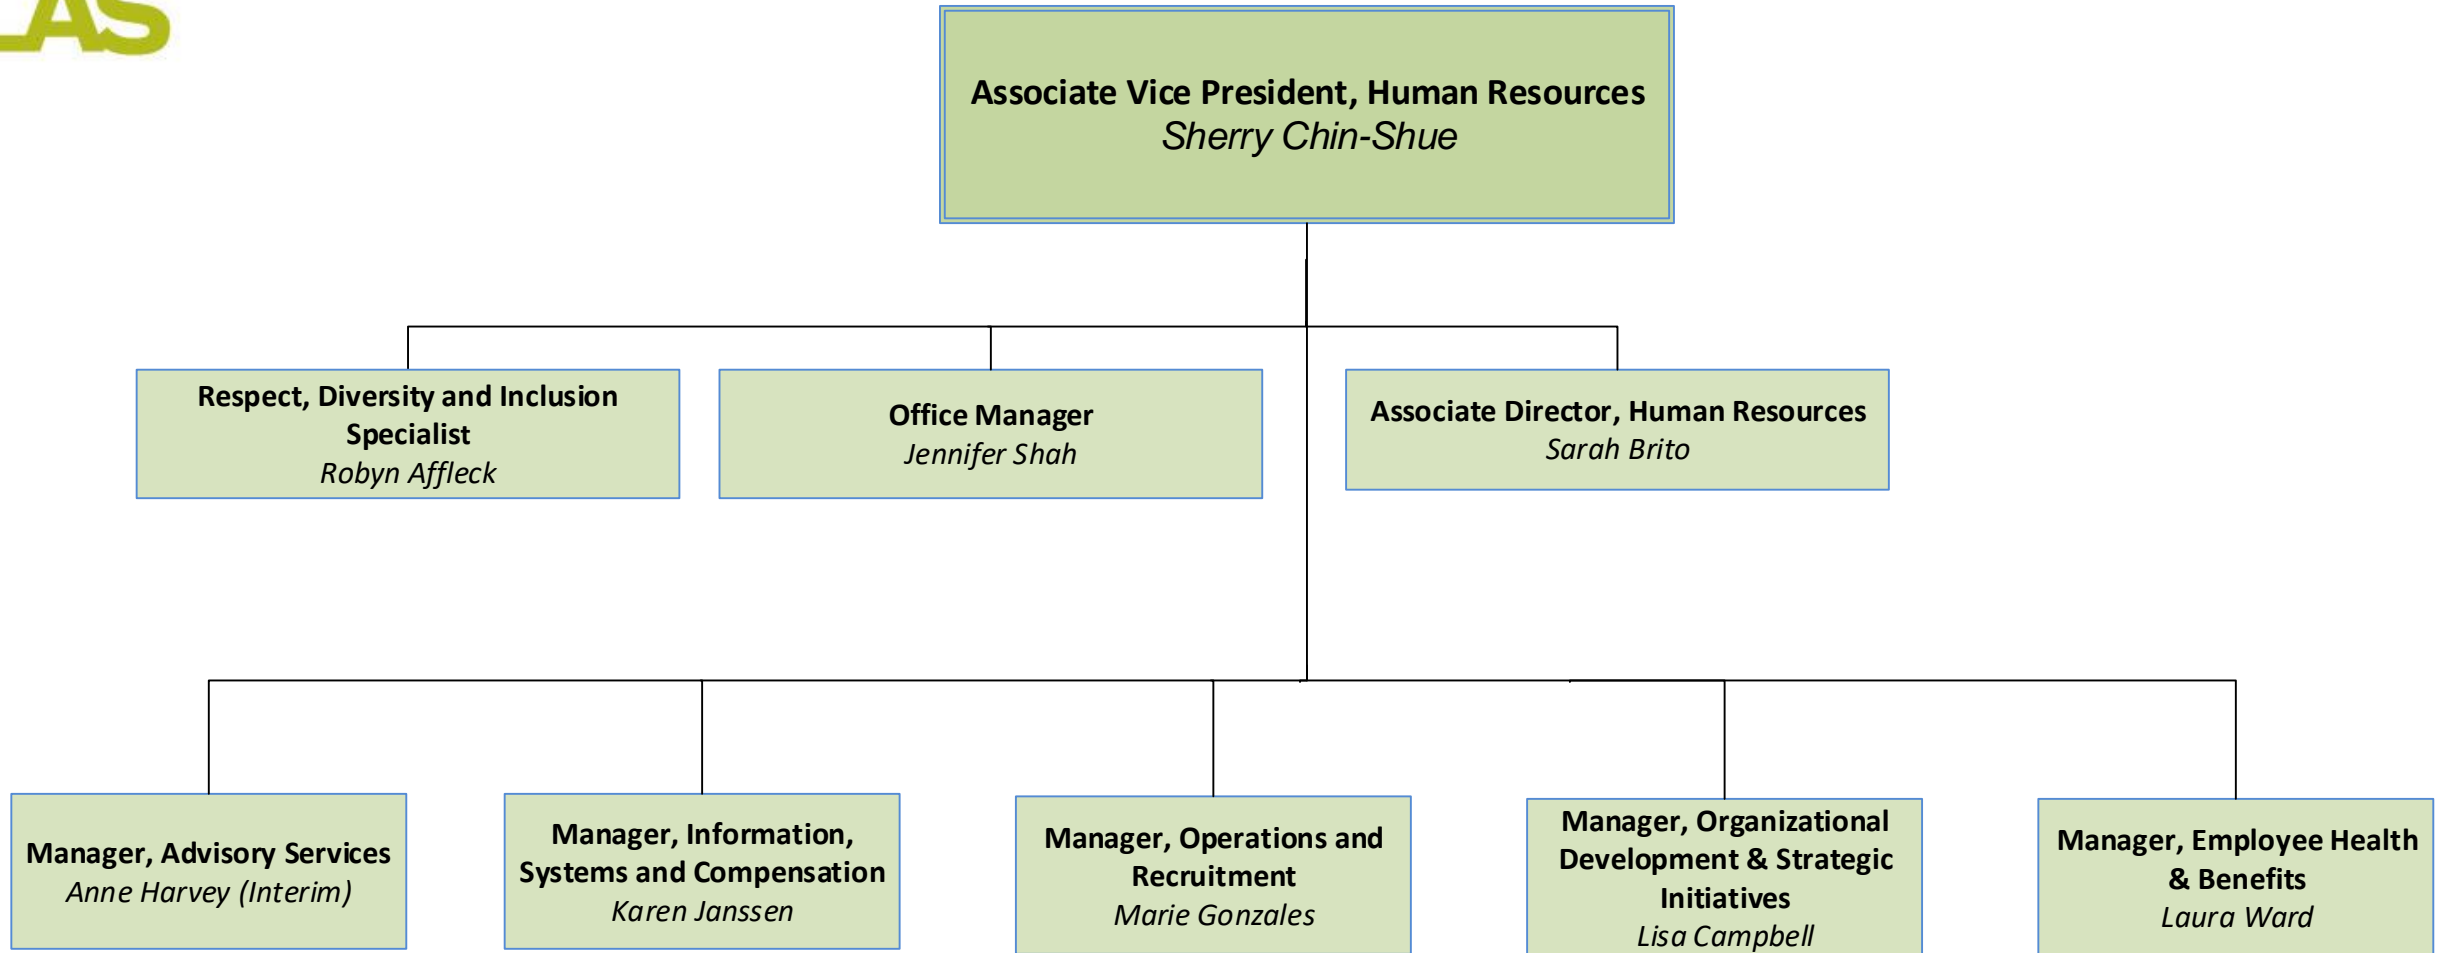 LAS
Associate Vice President, Human Resources
Sherry Chin-Shue
Respect, Diversity and Inclusion
Specialist
Robyn Affleck
Office Manager
Jennifer Shah
Associate Director, Human Resources
Sarah Brito
Manager, Advisory Services
Anne Harvey (Interim)
Manager, Information,
Systems and Compensation
Karen Janssen
Manager, Operations and
Recruitment
Marie Gonzales
Manager, Organizational
Development & Strategic
Initiatives
Lisa Campbell
Manager, Employee Health
& Benefits
Laura Ward